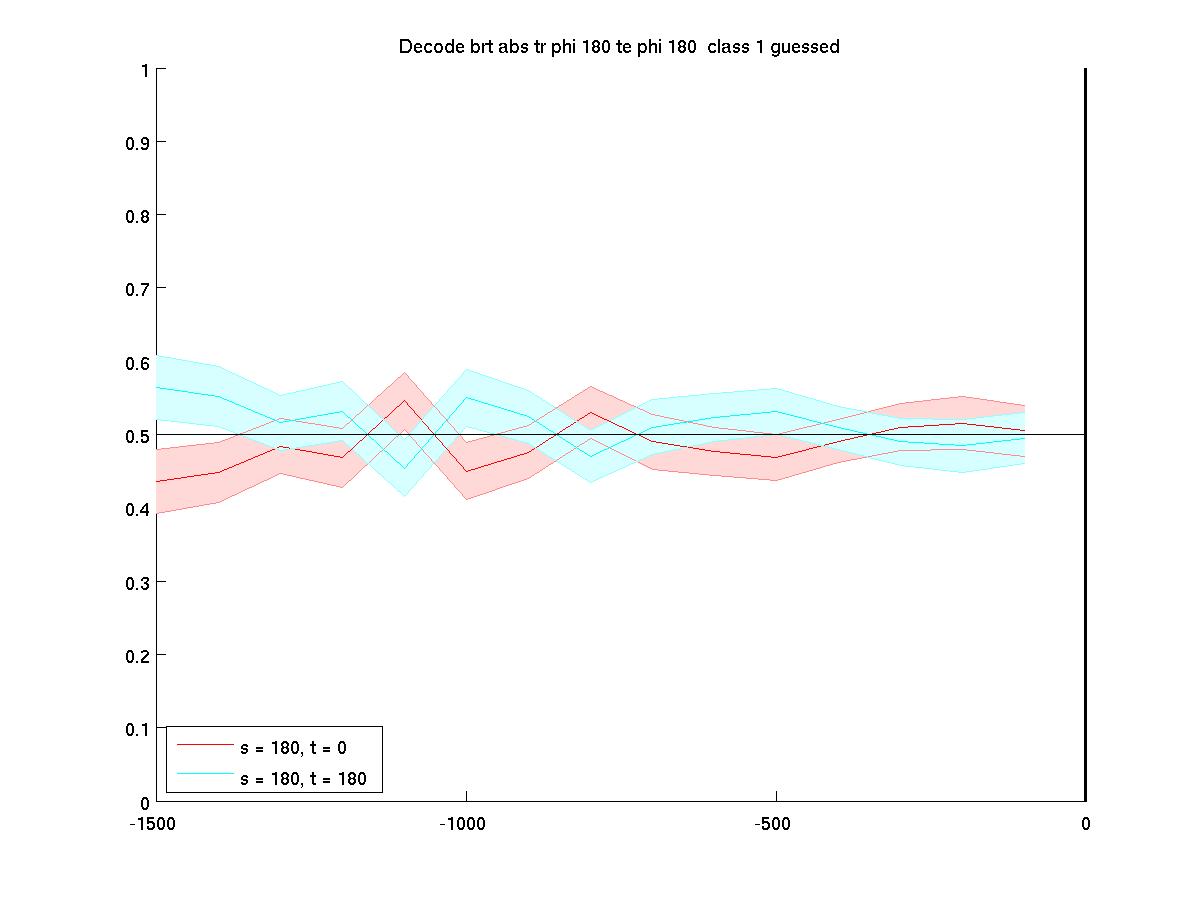 Decode brt abs tr phi 180 te phi 180  class 1 guessed
1
0.9
0.8
0.7
0.6
0.5
0.4
0.3
0.2
0.1
0
s = 180, t = 0
s = 180, t = 180
-1500 -1000 -500 0